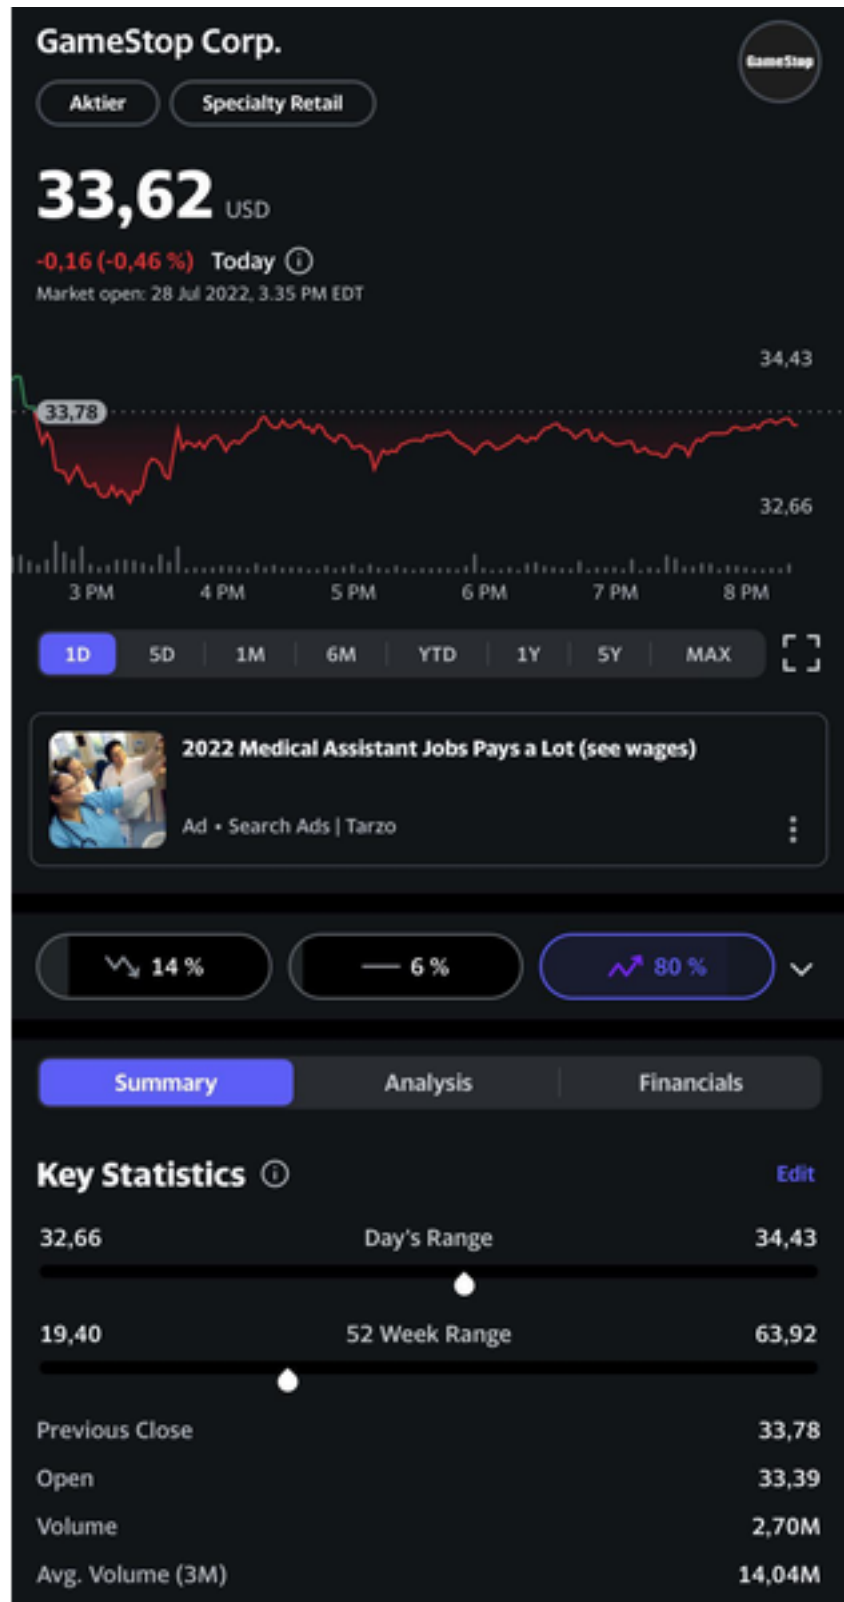 GameStop Corp.
GameStop
Aktier
Specialty Retail
33,62 USD
-0,16 (-0,46 %) Today
Market open: 28 Jul 2022, 3.35 PM EDT
34,43
33,78
32,66
3 PM 4 PM 5 PM 6 PM 7 PM 8 PM
1D 5D 1M 6M YTD 1Y 5Y MAX
2022 Medical Assistant Jobs Pays a Lot (see wages)
Ad • Search Ads | Tarzo
14 % 6 % 80 %
Summary Analysis Financials
Key Statistics Edit
32,66 Day's Range 34,43
19,40 52 Week Range 63,92
Previous Close 33,78
Open 33,39
Volume 2,70M
Avg. Volume (3M) 14,04M